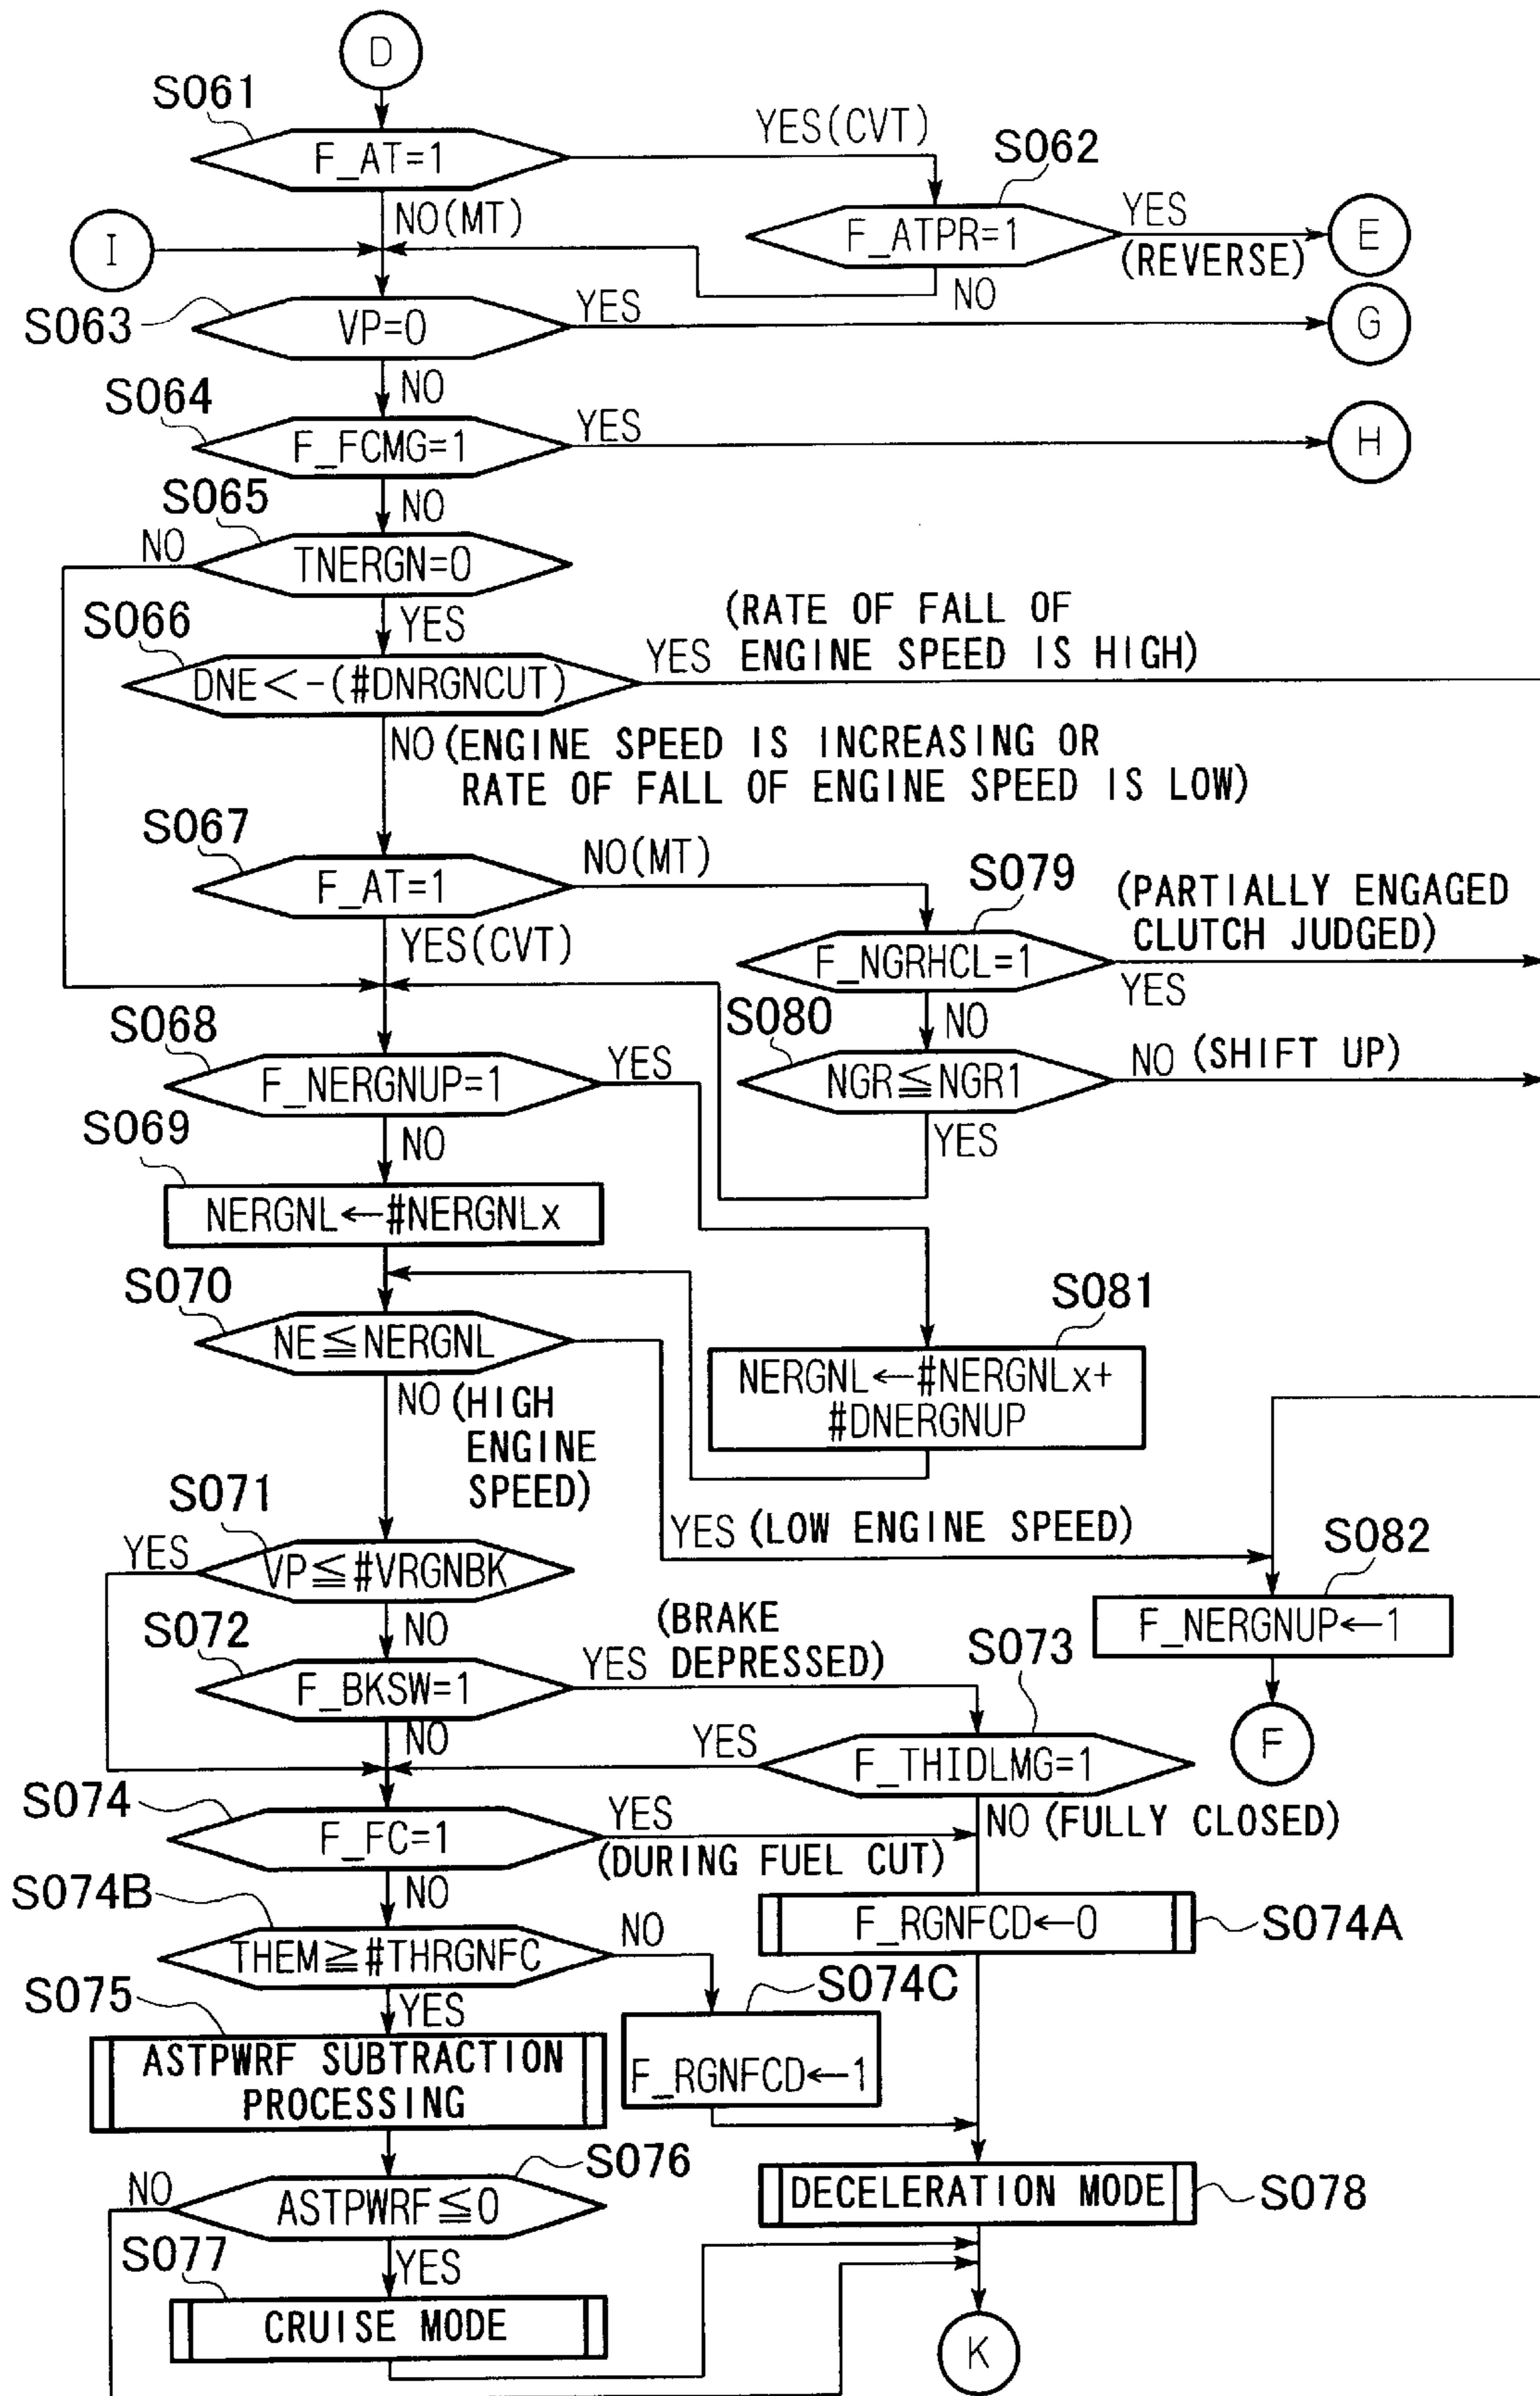 D
S061
F_AT=1
YES(CVT)
S062
NO(MT)
I
F_ATPR=1
YES
(REVERSE)
E
NO
S063
VP=0
YES
G
NO
S064
F_FCMG=1
YES
H
NO
S065
NO
TNERGN=0
YES
S066
DNE<-(#DNRGNCUT)
YES
(RATE OF FALL OF
ENGINE SPEED IS HIGH)
NO (ENGINE SPEED IS INCREASING OR
RATE OF FALL OF ENGINE SPEED IS LOW)
S067
F_AT=1
NO(MT)
S079
YES(CVT)
F_NGRHCL=1
(PARTIALLY ENGAGED
CLUTCH JUDGED)
YES
NO
S080
NGR≦NGR1
NO (SHIFT UP)
YES
S068
F_NERGNUP=1
YES
NO
S069
NERGNL←#NERGNLx
S070
NE≦NERGNL
S081
NERGNL←#NERGNLx+
#DNERGNUP
NO (HIGH
ENGINE
SPEED)
YES (LOW ENGINE SPEED)
S071
YES
VP≦#VRGNBK
NO
S082
F_NERGNUP←1
F
S072
F_BKSW=1
(BRAKE
YES DEPRESSED)
S073
NO
YES
F_THIDLMG=1
NO (FULLY CLOSED)
S074
F_FC=1
YES
(DURING FUEL CUT)
NO
F_RGNFCD←0
S074A
S074B
THEM≧#THRGNFC
NO
S074C
F_RGNFCD←1
YES
S075
ASTPWRF SUBTRACTION
PROCESSING
S076
NO
ASTPWRF≦0
DECELERATION MODE
S078
YES
S077
CRUISE MODE
K